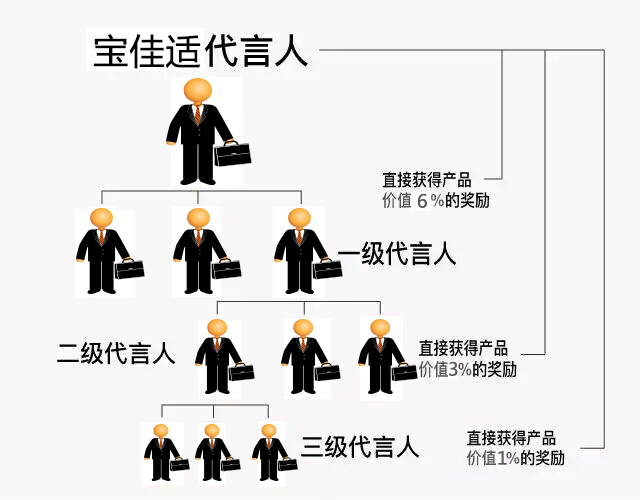 宝佳适代言人
直接获得产品
价值 6 %的奖励
一级代言人
二级代言人
直接获得产品
价值3%的奖励
三级代言人
直接获得产品
价值1%的奖励